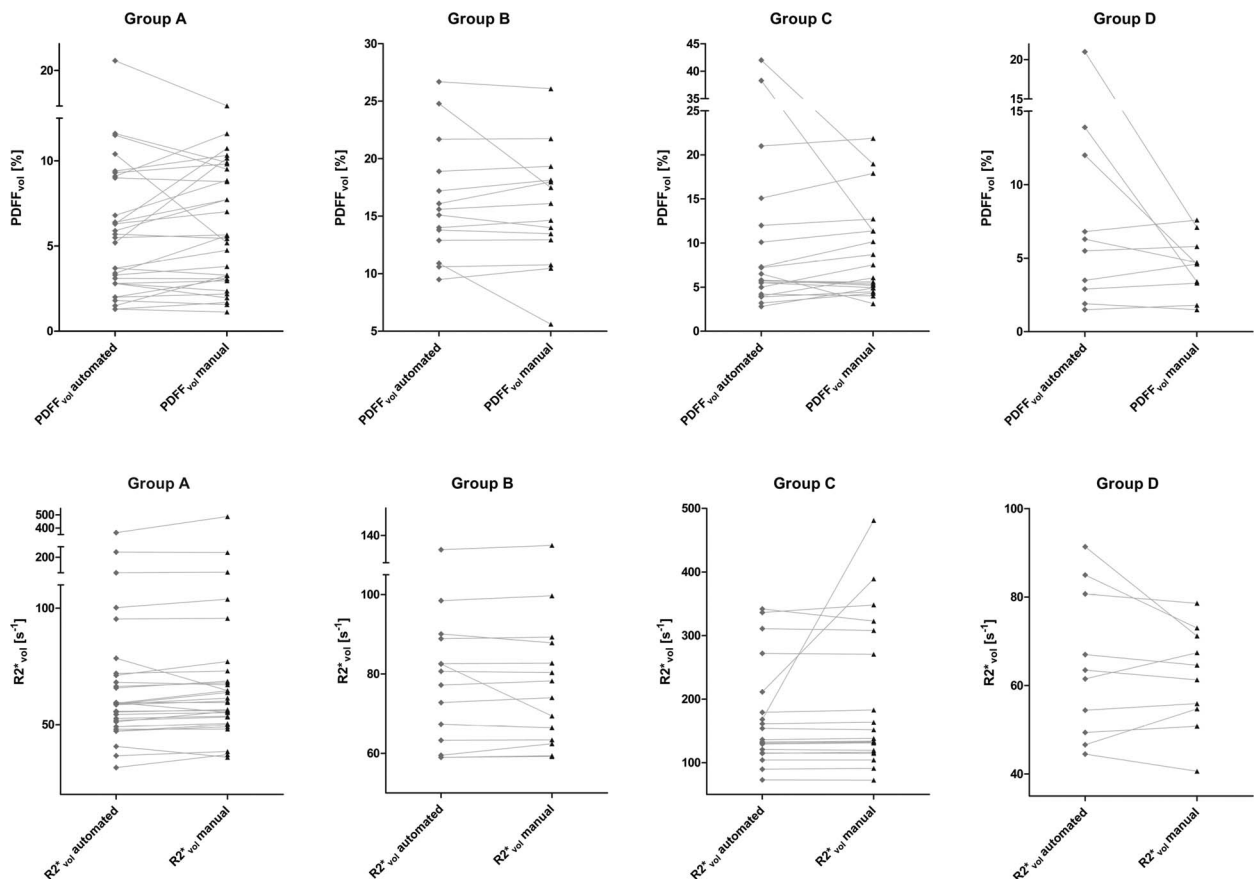 Group A
Group B
Group C
Group D
PDFFvol [%]
20
10
5
0
PDFFvol automated
PDFFvol manual
PDFFvol [%]
30
25
20
15
10
5
PDFFvol automated
PDFFvol manual
PDFFvol [%]
45
40
35
25
20
15
10
5
0
PDFFvol automated
PDFFvol manual
PDFFvol [%]
20
15
10
5
0
PDFFvol automated
PDFFvol manual
Group A
Group B
Group C
Group D
R2*vol [s-1]
500
400
200
100
50
R2*vol automated
R2*vol manual
R2*vol [s-1]
140
100
80
60
R2*vol automated
R2*vol manual
R2*vol [s-1]
500
400
300
200
100
R2*vol automated
R2*vol manual
R2*vol [s-1]
100
80
60
40
R2*vol automated
R2*vol manual